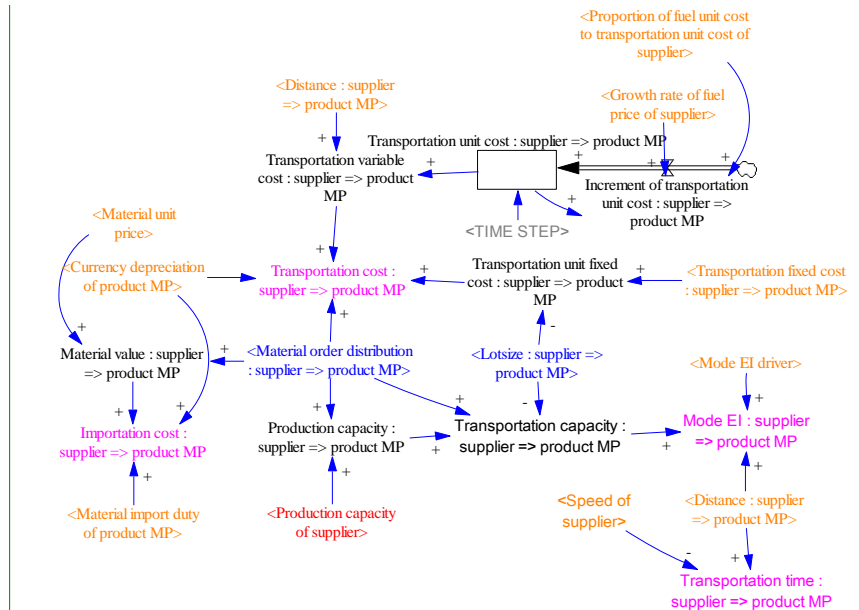 <Proportion of fuel unit cost
to transportation unit cost of
supplier>
<Distance : supplier
=> product MP>
<Growth rate of fuel
price of supplier>
+
+
+
Transportation unit cost : supplier => product MP
+
+
+
Transportation variable
cost : supplier => product
MP
Increment of transportation
unit cost : supplier =>
product MP
+
<TIME STEP>
<Material unit
price>
<Currency depreciation
of product MP>
+
+
Transportation cost :
supplier => product MP
+
Transportation unit fixed
cost : supplier => product
MP
+
<Transportation fixed cost
: supplier => product MP>
+
-
+
Material value : supplier
=> product MP
+
<Material order distribution
: supplier => product MP>
<Lotsize : supplier =>
product MP>
<Mode EI driver>
+
+
+
+
-
+
Importation cost :
supplier => product MP
Production capacity :
supplier => product MP
+
Transportation capacity :
supplier => product MP
+
Mode EI : supplier
=> product MP
+
+
+
<Material import duty
of product MP>
<Production capacity
of supplier>
<Speed of
supplier>
<Distance : supplier
=> product MP>
-
+
Transportation time :
supplier => product MP